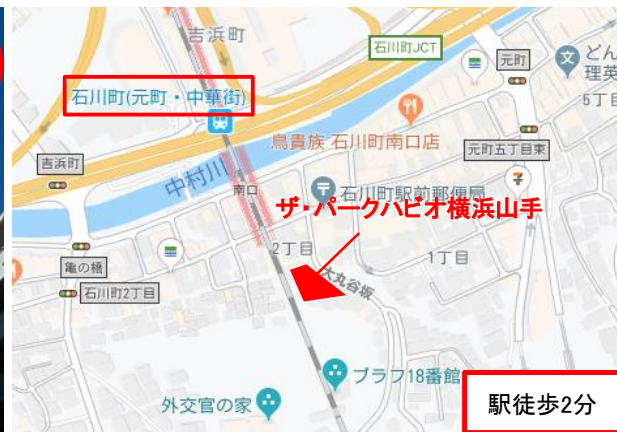 吉浜町
石川町JCT
元町
どん
理英
石川町(元町・中華街)
5丁目
鳥貴族 石川町南口店
吉浜町
元町五丁目東
中村川
南口
石川町駅前郵便局
ザ・パークハビオ横浜山手
2丁目
1丁目
亀の橋
大丸谷坂
石川町2丁目
ブラフ18番館
外交官の家
駅徒歩2分